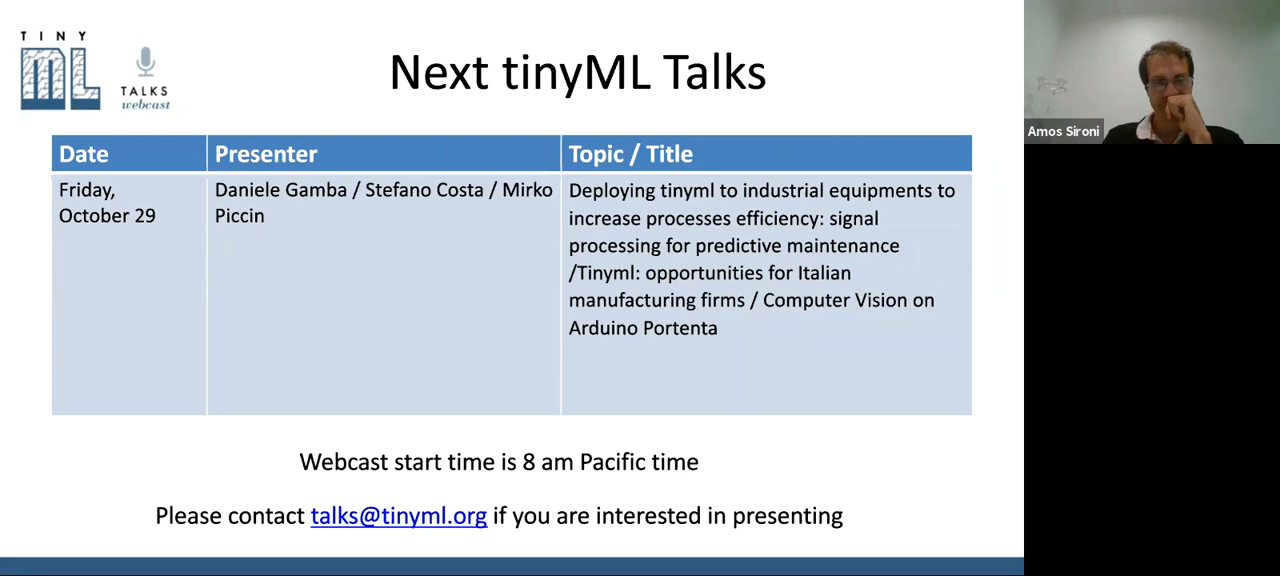 TINY
ML
TALKS
webcast
Next tinyML Talks
Date
Presenter
Topic / Title
Friday,
October 29
Daniele Gamba / Stefano Costa / Mirko
Piccin
Deploying tinyml to industrial equipments to
increase processes efficiency: signal
processing for predictive maintenance
/Tinyml: opportunities for Italian
manufacturing firms / Computer Vision on
Arduino Portenta
Webcast start time is 8 am Pacific time
Please contact talks@tinyml.org if you are interested in presenting
Amos Sironi